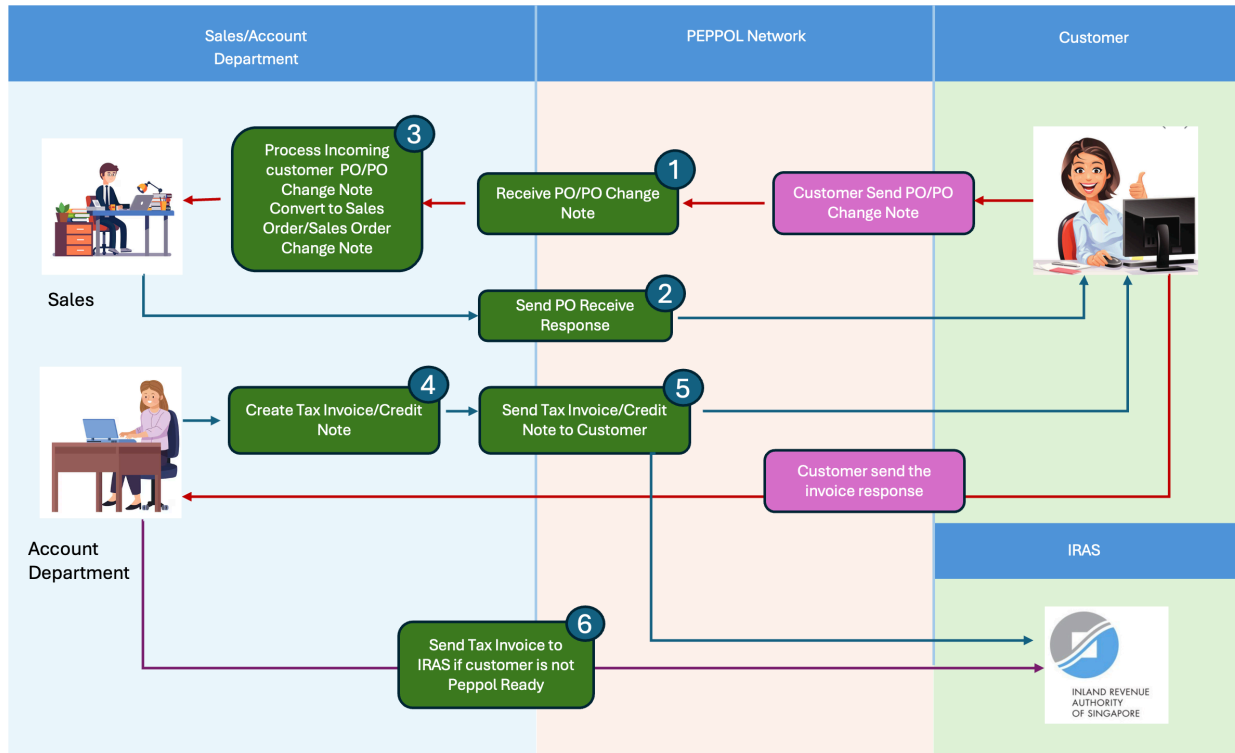 Sales/Account
Department
PEPPOL Network
Customer
3
Process Incoming
customer PO/PO
Change Note
Convert to Sales
Order/Sales Order
Change Note
1
Receive PO/PO Change
Note
Customer Send PO/PO
Change Note
Sales
2
Send PO Receive
Response
4
Create Tax Invoice/Credit
Note
5
Send Tax Invoice/Credit
Note to Customer
Customer send the
invoice response
Account
Department
IRAS
6
Send Tax Invoice to
IRAS if customer is not
Peppol Ready
INLAND REVENUE
AUTHORITY
OF SINGAPORE